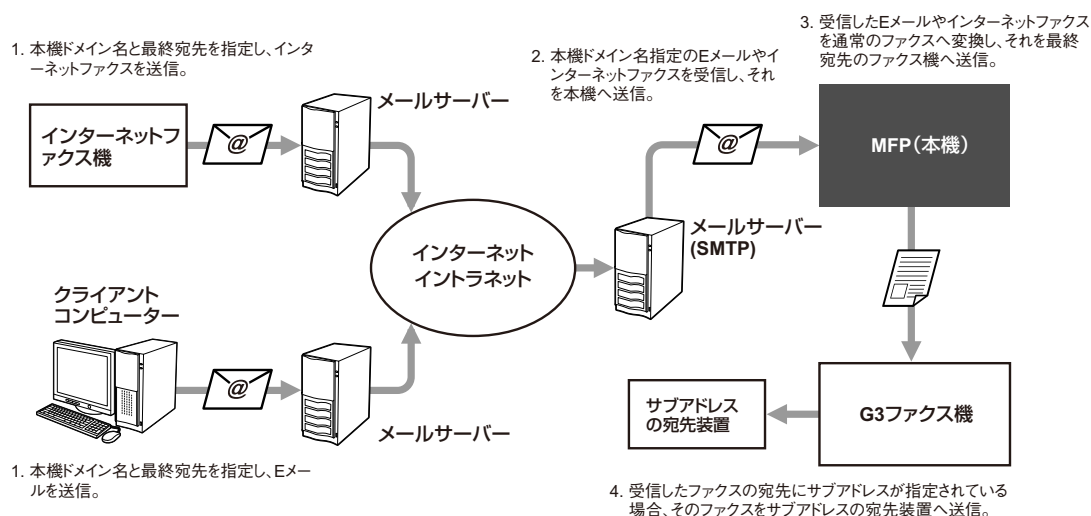 1. 本機ドメイン名と最終宛先を指定し、インタ
ーネットファクスを送信。
インターネットフ
ァクス機
@
メールサーバー
2. 本機ドメイン名指定のEメールやイ
ンターネットファクスを受信し、それ
を本機へ送信。
3. 受信したEメールやインターネットファクス
を通常のファクスへ変換し、それを最終
宛先のファクス機へ送信。
@
MFP（本機）
インターネット
イントラネット
メールサーバー
(SMTP)
クライアント
コンピューター
@
メールサーバー
1. 本機ドメイン名と最終宛先を指定し、Eメー
ルを送信。
サブアドレス
の宛先装置
G3ファクス機
4. 受信したファクスの宛先にサブアドレスが指定されている
場合、そのファクスをサブアドレスの宛先装置へ送信。